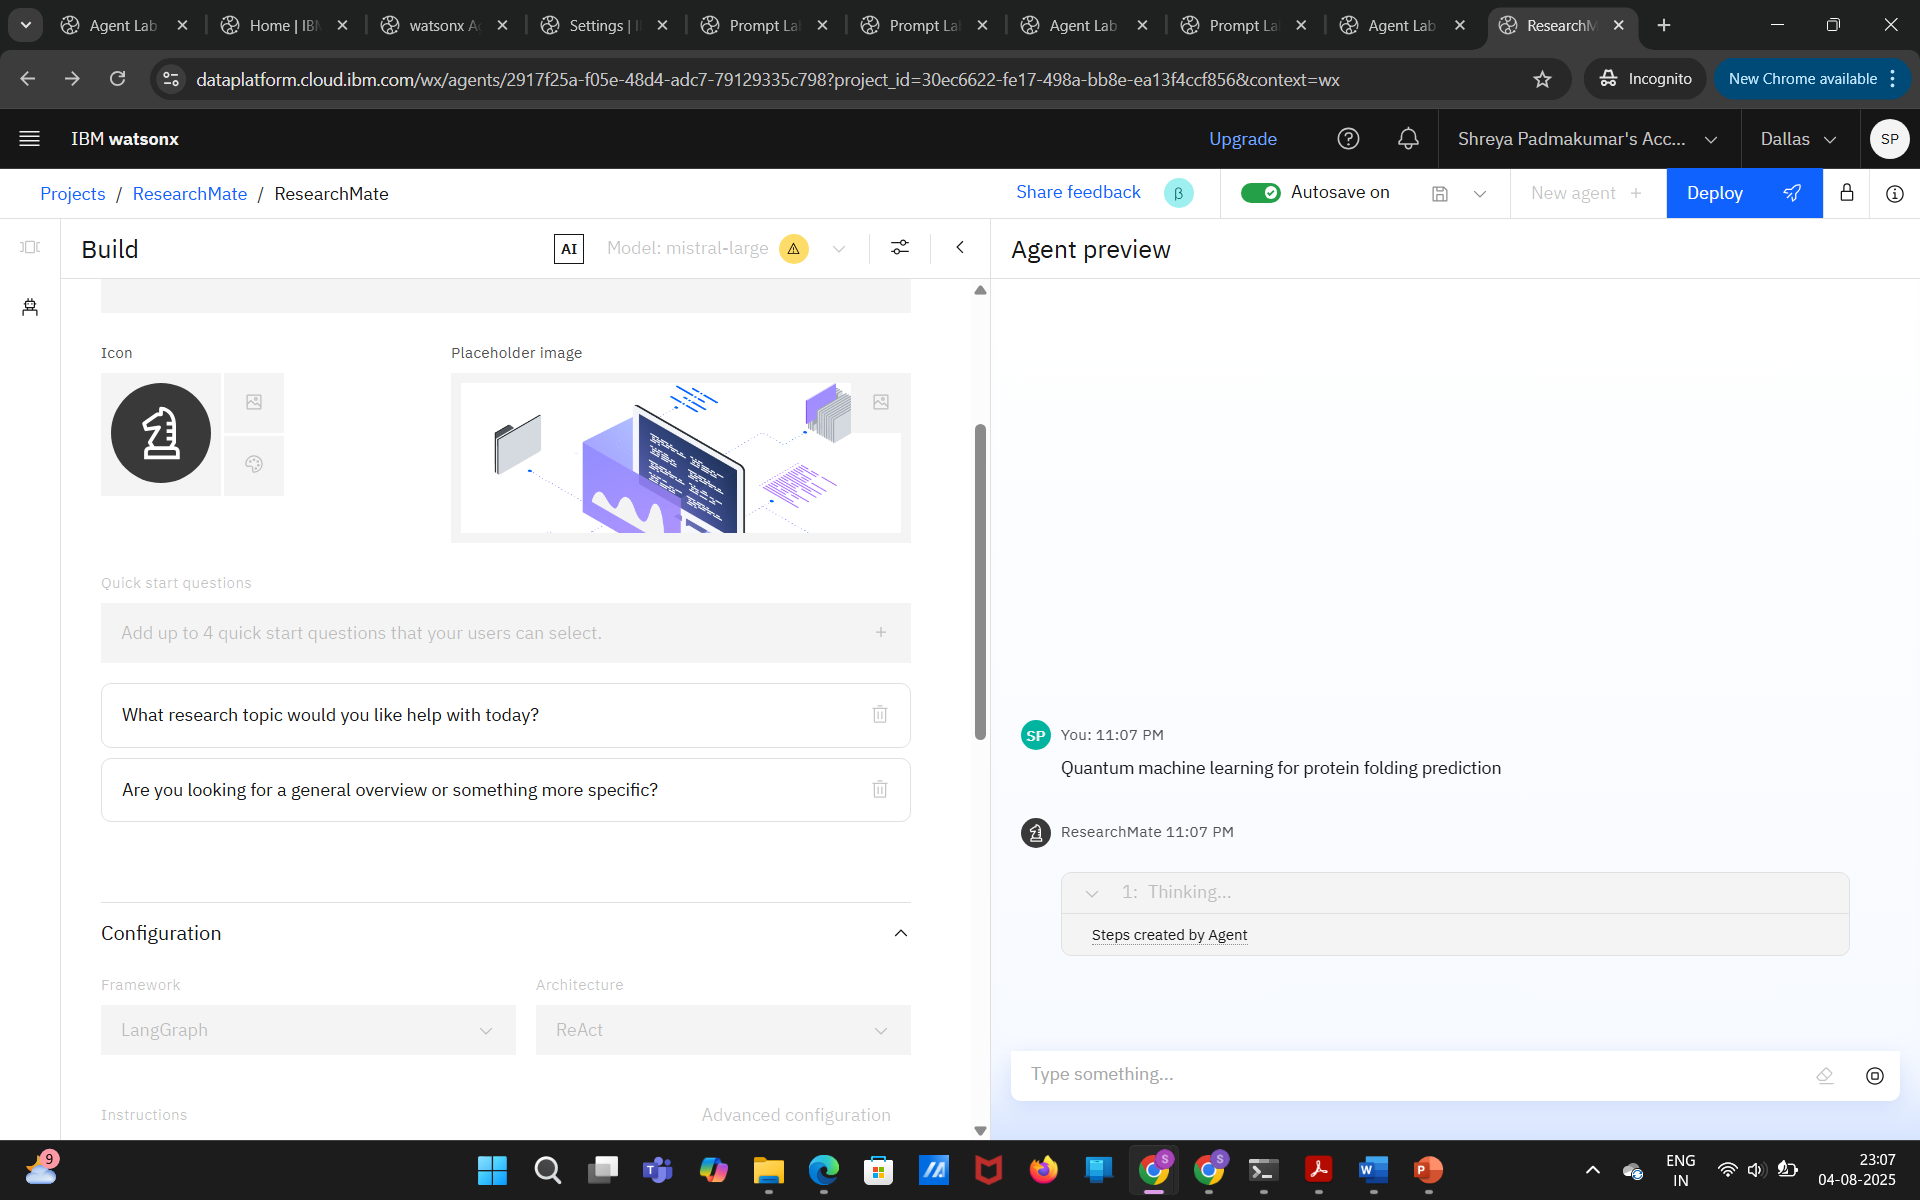 Agent Lab
Home | IBM
watsonx A
Settings | I
Prompt La
Prompt La
Agent Lab
Prompt La
Agent Lab
ResearchM
dataplatform.cloud.ibm.com/wx/agents/2917f25a-f05e-48d4-adc7-79129335c798?project_id=30ec6622-fe17-498a-bb8e-ea13f4ccf856&context=wx
Incognito
New Chrome available
IBM watsonx
Upgrade
Shreya Padmakumar's Acc...
Dallas
SP
Projects / ResearchMate / ResearchMate
Share feedback
β
Autosave on
New agent +
Deploy
Build
AI
Model: mistral-large
Agent preview
Icon
Placeholder image
Quick start questions
Add up to 4 quick start questions that your users can select.
What research topic would you like help with today?
Are you looking for a general overview or something more specific?
Configuration
Framework
Architecture
LangGraph
ReAct
Instructions
Advanced configuration
SP
You: 11:07 PM
Quantum machine learning for protein folding prediction
ResearchMate 11:07 PM
1: Thinking...
Steps created by Agent
Type something...
9
S
S
ENG
IN
23:07
04-08-2025